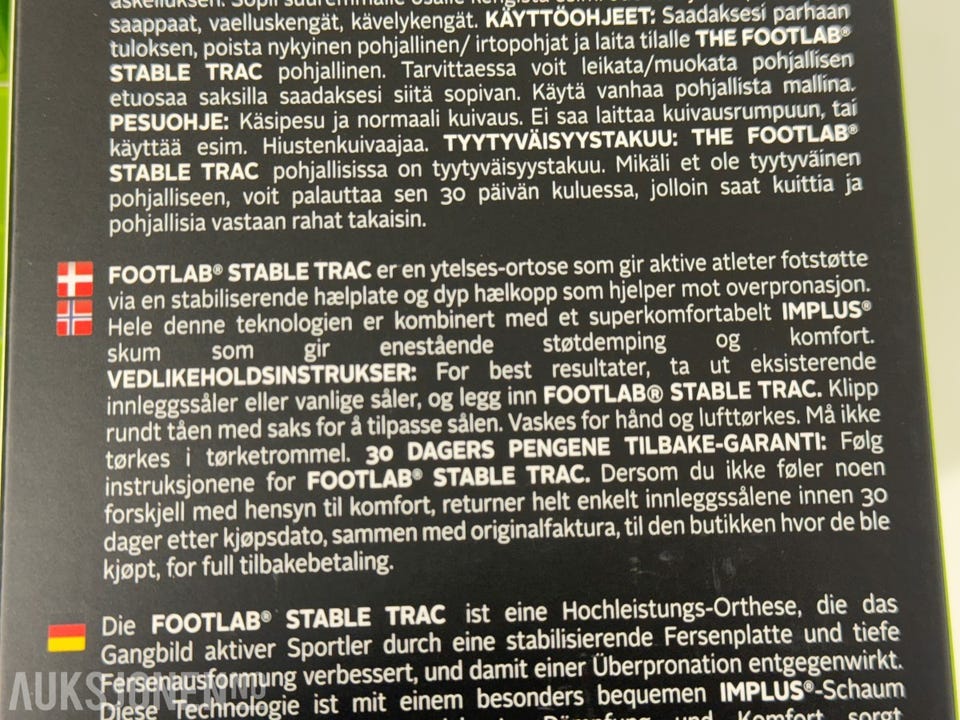 askelluksen. Sopii suuremmalle osalle
saappaat, vaelluskengät, kävelykengät. KÄYTTÖOHJEET: Saadaksesi parhaan
tuloksen, poista nykyinen pohjallinen/ irtopohjat ja laita tilalle THE FOOTLAB®
STABLE TRAC pohjallinen. Tarvittaessa voit leikata/muokata pohjallisen
etuosaa saksilla saadaksesi siitä sopivan. Käytä vanhaa pohjallista mallina.
PESUOHJE: Käsipesu ja normaali kuivaus. Ei saa laittaa kuivausrumpuun, tai
käyttää esim. Hiustenkuivaajaa. TYYTYVÄISYYSTAKUU: THE FOOTLAB®
STABLE TRAC pohjallisissa on tyytyväisyystakuu. Mikäli et ole tyytyväinen
pohjalliseen, voit palauttaa sen 30 päivän kuluessa, jolloin saat kuittia ja
pohjallisia vastaan rahat takaisin.
FOOTLAB® STABLE TRAC er en ytelses-ortose som gir aktive atleter fotstøtte
via en stabiliserende hælplate og dyp hælkopp som hjelper mot overpronasjon.
Hele denne teknologien er kombinert med et superkomfortabelt IMPLUS®
skum som gir enestående støtdemping og komfort.
VEDLIKEHOLDSINSTRUKSER: For best resultater, ta ut eksisterende
innleggssåler eller vanlige såler, og legg inn FOOTLAB® STABLE TRAC. Klipp
rundt tåen med saks for å tilpasse sålen. Vaskes for hånd og lufttørkes. Må ikke
tørkes i tørketrommel. 30 DAGERS PENGENE TILBAKE-GARANTI: Følg
instruksjonene for FOOTLAB® STABLE TRAC. Dersom du ikke føler noen
forskjell med hensyn til komfort, returner helt enkelt innleggssålene innen 30
dager etter kjøpsdato, sammen med originalfaktura, til den butikken hvor de ble
kjøpt, for full tilbakebetaling.
Die FOOTLAB® STABLE TRAC ist eine Hochleistungs-Orthese, die das
Gangbild aktiver Sportler durch eine stabilisierende Fersenplatte und tiefe
Fersenausformung verbessert, und damit einer Überpronation entgegenwirkt.
Diese Technologie ist mit einem besonders bequemen IMPLUS®-Schaum
Dämpfung und Komfort sorgt
AUKSJONEN.NO